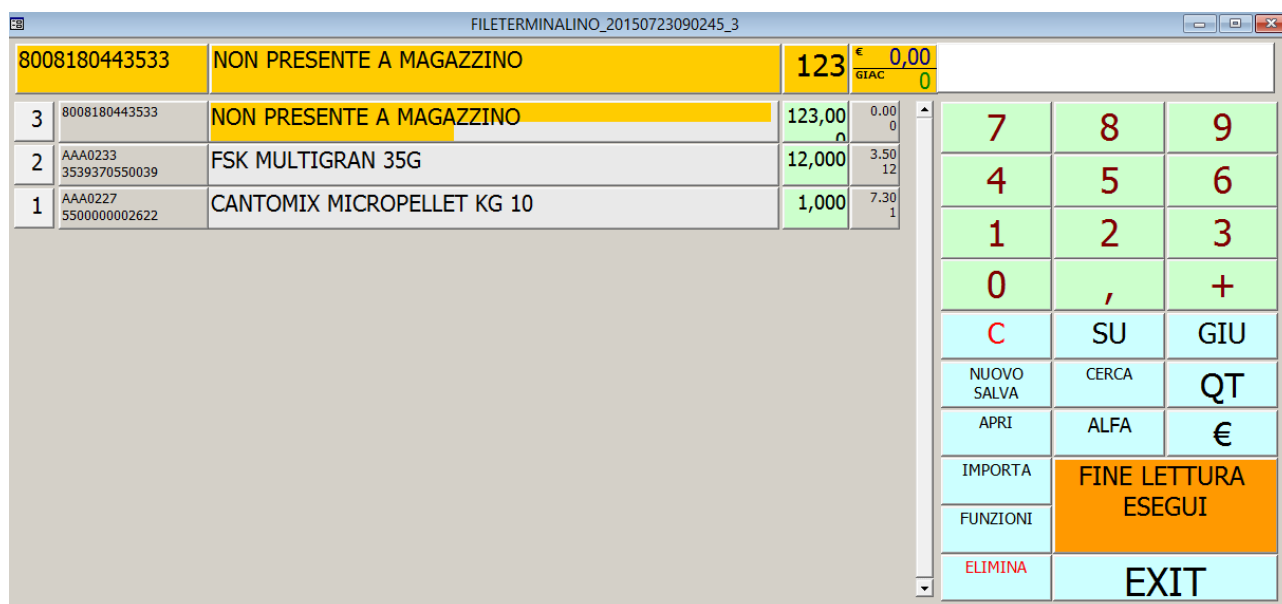 FILETERMINALINO_20150723090245_3
8008180443533 NON PRESENTE A MAGAZZINO 123 € 0,00
GIAC 0
3 8008180443533 NON PRESENTE A MAGAZZINO 123,00 0.00
0 0
2 AAA0233 FSK MULTIGRAN 35G 12,000 3.50
3539370550039 12
1 AAA0227 CANTOMIX MICROPELLET KG 10 1,000 7.30
5500000002622 1
7 8 9
4 5 6
1 2 3
0 , +
C SU GIU
NUOVO
SALVA
CERCA
QT
APRI
ALFA
€
IMPORTA
FINE LETTURA
ESEGUI
FUNZIONI
ELIMINA
EXIT